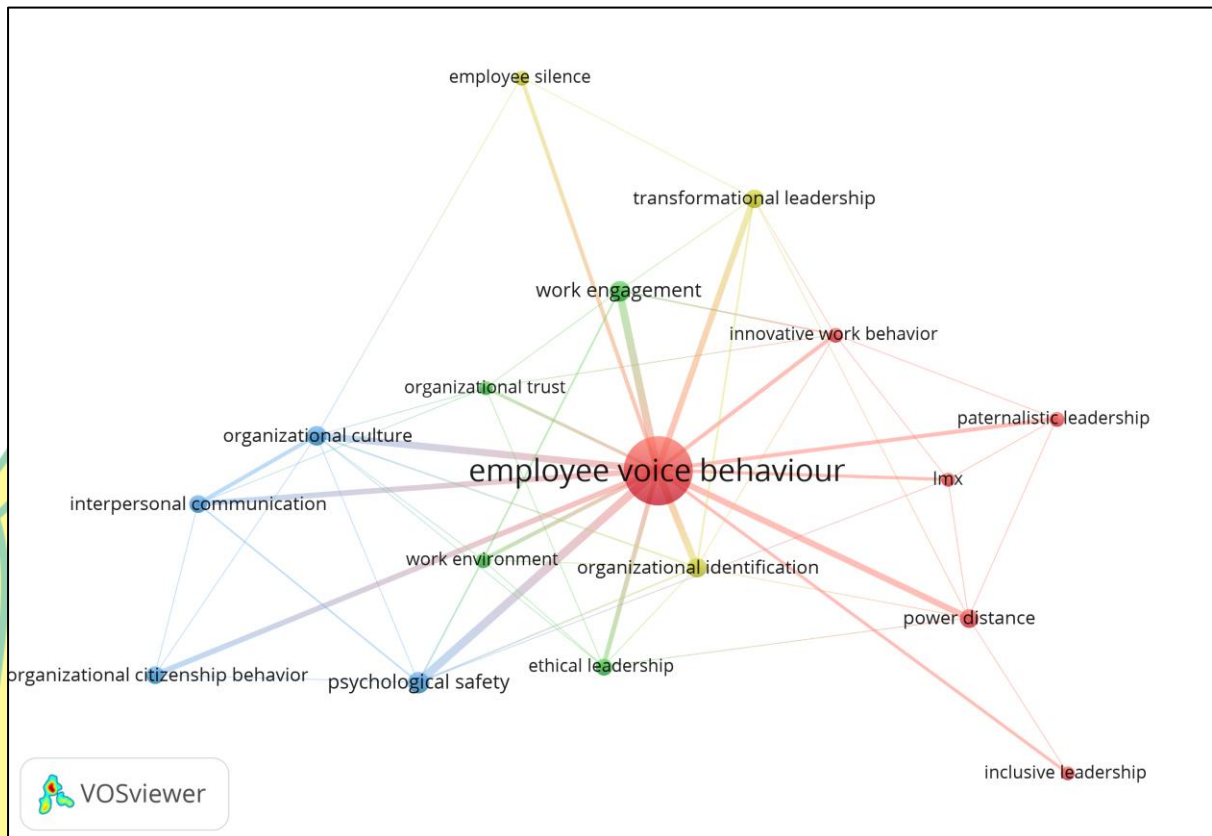 employee silence
transformational leadership
work engagement
innovative work behavior
organizational trust
paternalistic leadership
organizational culture
employee voice behaviour
lmx
interpersonal communication
work environment
organizational identification
power distance
ethical leadership
organizational citizenship behavior
psychological safety
inclusive leadership
VOSviewer